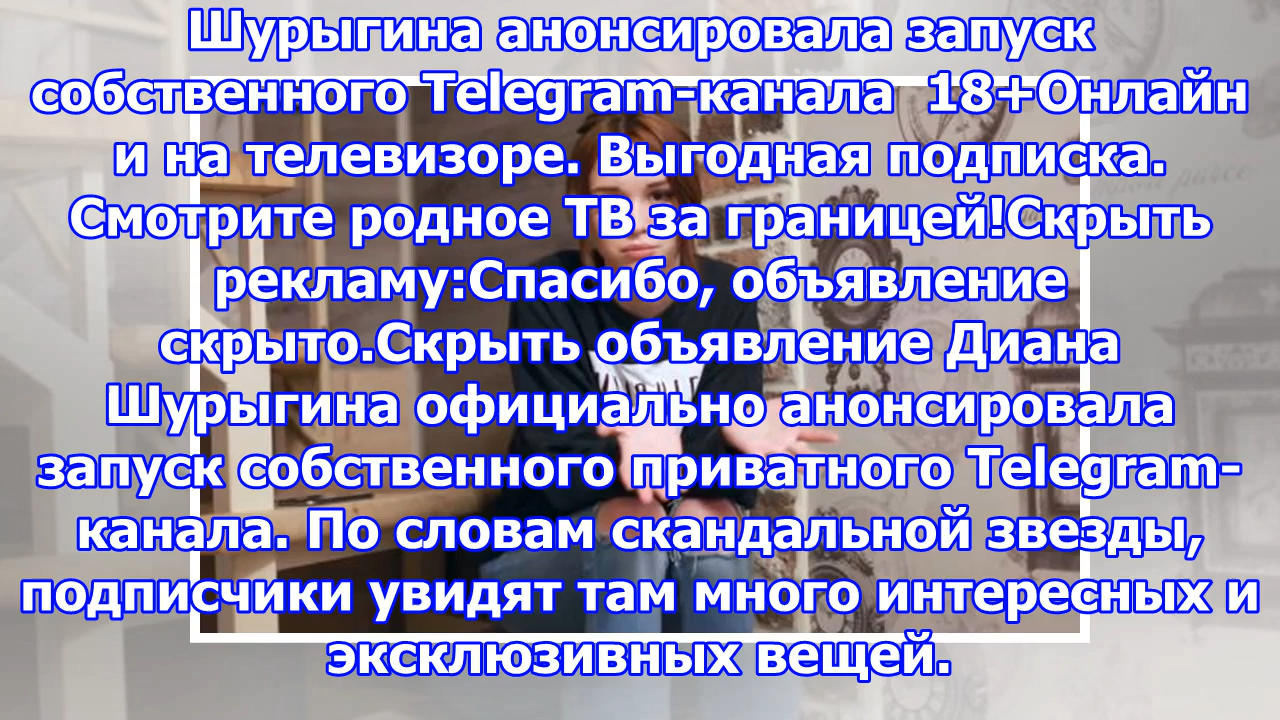 Шурыгина анонсировала запуск
собственного Telegram-канала 18+Онлайн
и на телевизоре. Выгодная подписка.
Смотрите родное ТВ за границей!Скрыть
рекламу:Спасибо, объявление
скрыто.Скрыть объявление Диана
Шурыгина официально анонсировала
запуск собственного приватного Telegram-
канала. По словам скандальной звезды,
подписчики увидят там много интересных и
эксклюзивных вещей.